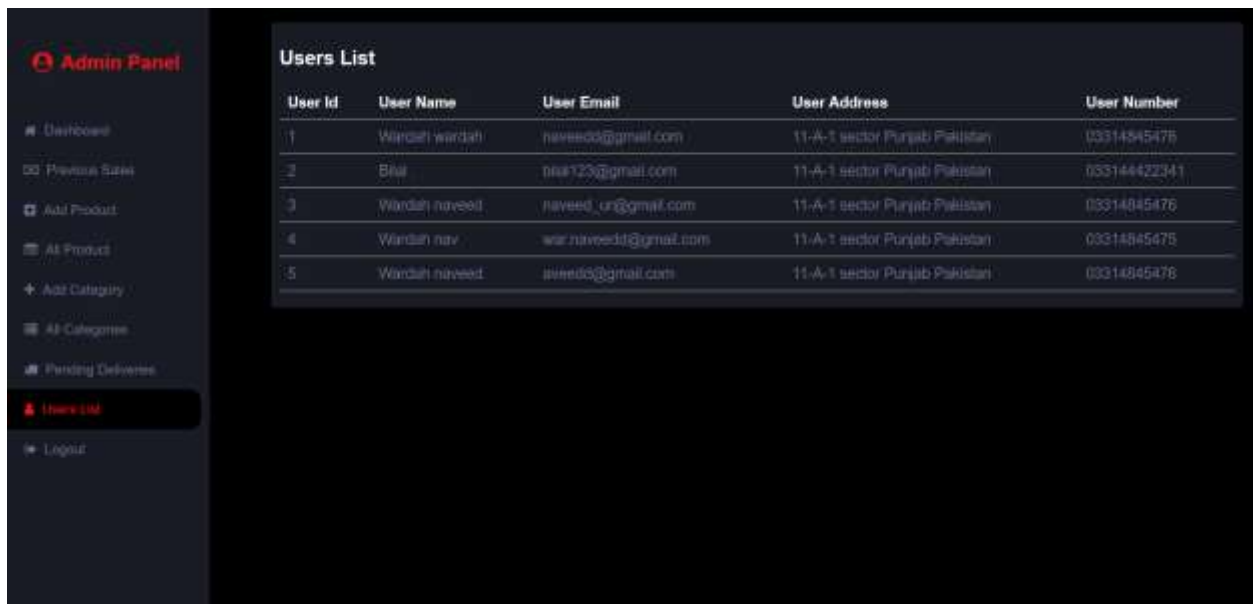 Admin Panel
Dashboard
Previous Sales
Add Product
All Product
Add Category
All Categories
Pending Deliveries
Users List
Logout
Users List
User Id User Name User Email User Address User Number
1 Wardah wardah naveedd@gmail.com 11-A-1 sector Punjab Pakistan
2 Bilal bilal123@gmail.com 11-A-1 sector Punjab Pakistan 033144422341
3 Wardah naveed naveed_ur@gmail.com 11-A-1 sector Punjab Pakistan 03314845476
4 Wardah nav war.naveedd@gmail.com 11-A-1 sector Punjab Pakistan
5 Wardah naveed aveedd@gmail.com 11-A-1 sector Punjab Pakistan